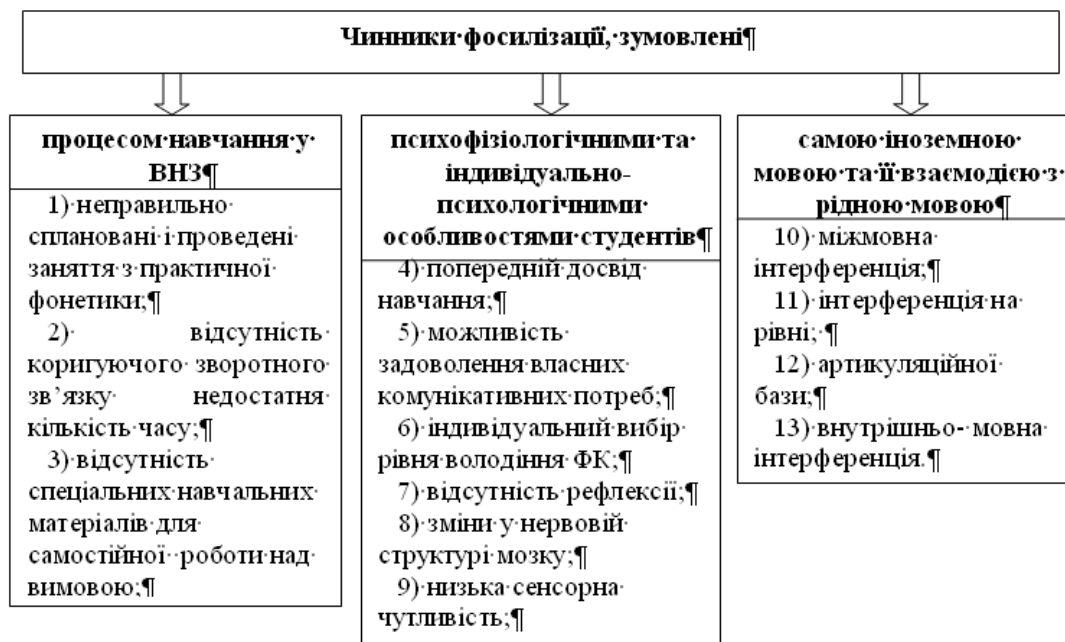 Чинники·фосилізації,·зумовлені¶
процесом·навчання·у·
ВНЗ¶
1)·неправильно·
сплановані·і·проведені·
заняття·з·практичної·
фонетики;¶
2)· відсутність·
коригуючого· зворотного·
зв’язку· недостатня·
кількість·часу;¶
3)·відсутність·
спеціальних·навчальних·
матеріалів·для·
самостійної··роботи·над·
вимовою;¶
психофізіологічними·та·
індивідуально-
психологічними·
особливостями·студентів¶
4)·попередній·досвід·
навчання;¶
5)·можливість·
задоволення·власних·
комунікативних·потреб;¶
6)·індивідуальний·вибір·
рівня·володіння·ФК;¶
7)·відсутність·рефлексії;¶
8)·зміни·у·нервовій·
структурі·мозку;¶
9)·низька·сенсорна·
чутливість;¶
самою·іноземною·
мовою·та·її·взаємодією·з·
рідною·мовою¶
10)·міжмовна·
інтерференція;¶
11)·інтерференція·на·
рівні;·¶
12)·артикуляційної·
бази;¶
13)·внутрішньо-·мовна·
інтерференція.¶